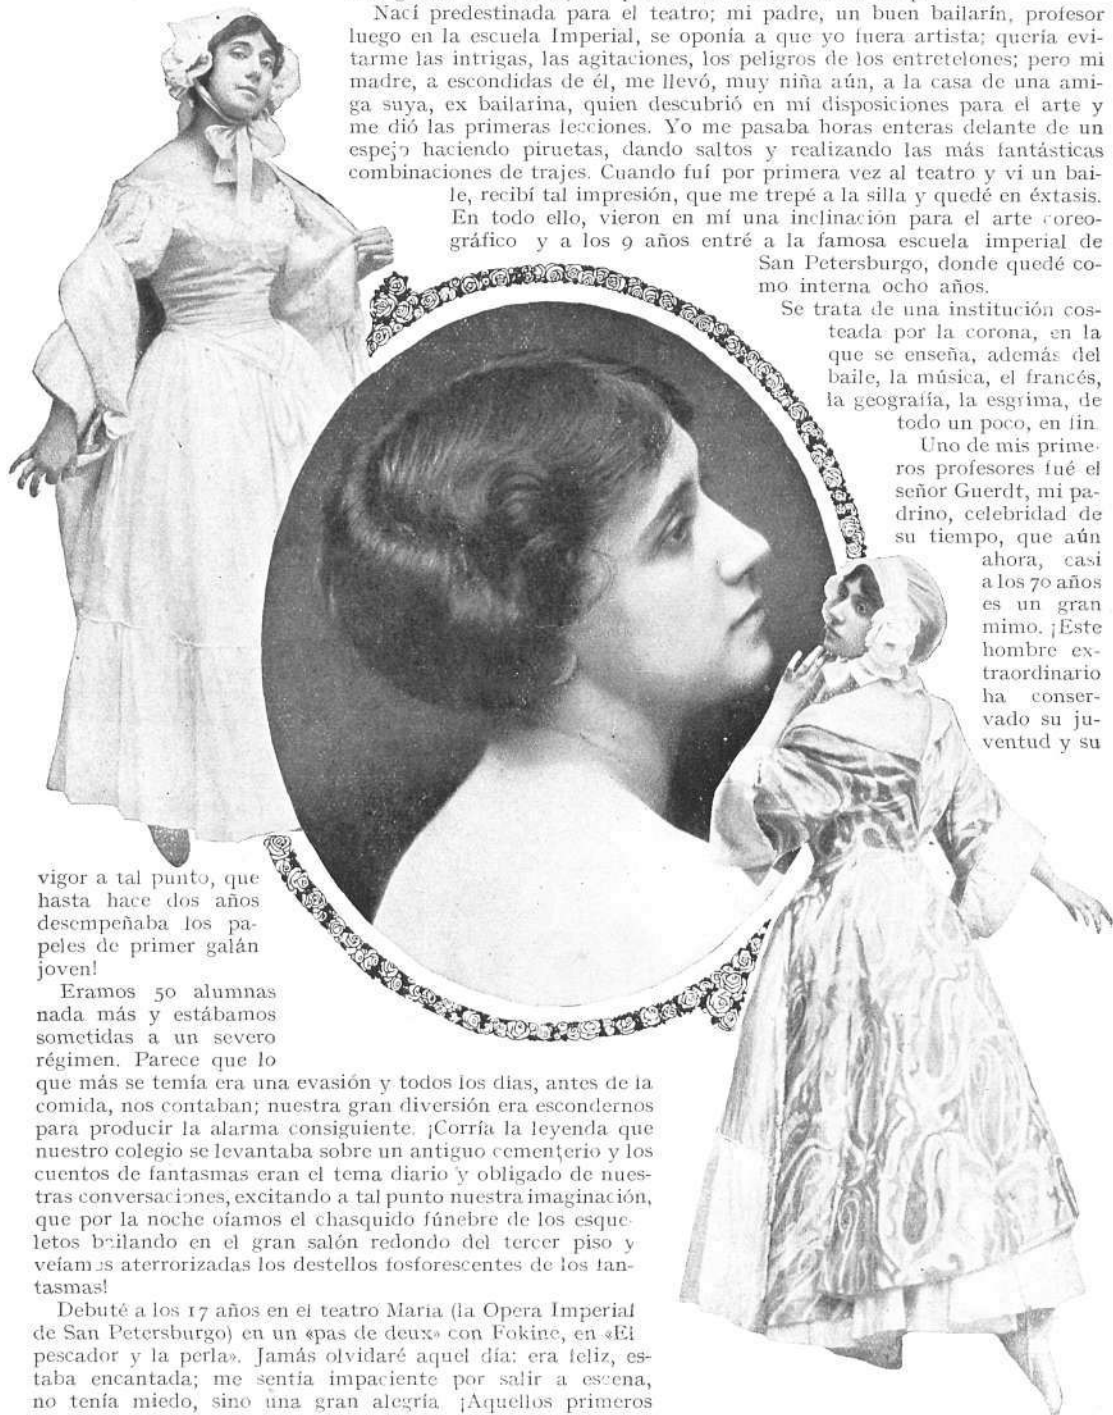 Nací predestinada para el teatro; mi padre, un buen bailarín, profesor
luego en la escuela Imperial, se oponía a que yo fuera artista; quería evi-
tarme las intrigas, las agitaciones, los peligros de los entretelones; pero mi
madre, a escondidas de él, me llevó, muy niña aún, a la casa de una ami-
ga suya, ex bailarina, quien descubrió en mí disposiciones para el arte y
me dió las primeras lecciones. Yo me pasaba horas enteras delante de un
espejo haciendo piruetas, dando saltos y realizando las más fantásticas
combinaciones de trajes. Cuando fuí por primera vez al teatro y vi un bai-
le, recibí tal impresión, que me trepé a la silla y quedé en éxtasis.
En todo ello, vieron en mí una inclinación para el arte coreo-
gráfico y a los 9 años entré a la famosa escuela imperial de
San Petersburgo, donde quedé co-
mo interna ocho años.
Se trata de una institución cos-
teada por la corona, en la
que se enseña, además del
baile, la música, el francés,
la geografía, la esgrima, de
todo un poco, en fin.
Uno de mis prime-
ros profesores fué el
señor Guerdt, mi pa-
drino, celebridad de
su tiempo, que aún
ahora, casi
a los 70 años
es un gran
mimo. ¡Este
hombre ex-
traordinario
ha conser-
vado su ju-
ventud y su
vigor a tal punto, que
hasta hace dos años
desempeñaba los pa-
peles de primer galán
joven!
Eramos 50 alumnas
nada más y estábamos
sometidas a un severo
régimen. Parece que lo
que más se temía era una evasión y todos los días, antes de la
comida, nos contaban; nuestra gran diversión era escondernos
para producir la alarma consiguiente. ¡Corría la leyenda que
nuestro colegio se levantaba sobre un antiguo cementerio y los
cuentos de fantasmas eran el tema diario y obligado de nues-
tras conversaciones, excitando a tal punto nuestra imaginación,
que por la noche oíamos el chasquido fúnebre de los esque-
letos bailando en el gran salón redondo del tercer piso y
veíamos aterrorizadas los destellos fosforescentes de los fan-
tasmas!
Debuté a los 17 años en el teatro Maria (la Opera Imperial
de San Petersburgo) en un «pas de deux» con Fokine, en «El
pescador y la perla». Jamás olvidaré aquel día: era feliz, es-
taba encantada; me sentía impaciente por salir a escena,
no tenía miedo, sino una gran alegría. ¡Aquellos primeros